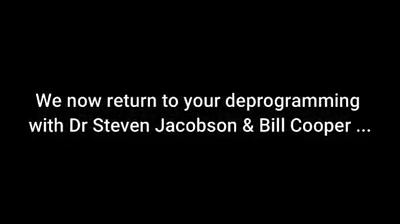 We now return to your deprogramming
with Dr Steven Jacobson & Bill Cooper ...